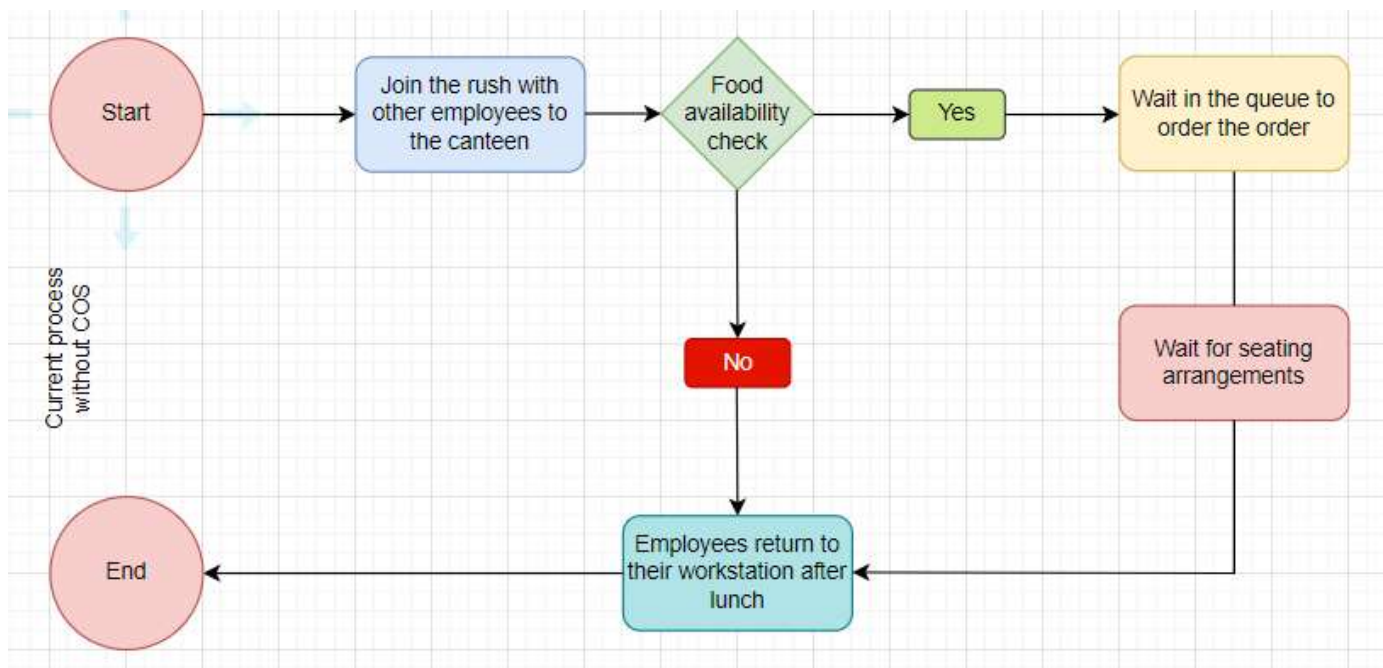 Start
Join the rush with
other employees to
the canteen
Food
availability
check
Yes
Wait in the queue to
order the order
Current process
without COS
No
Wait for seating
arrangements
End
Employees return to
their workstation after
lunch